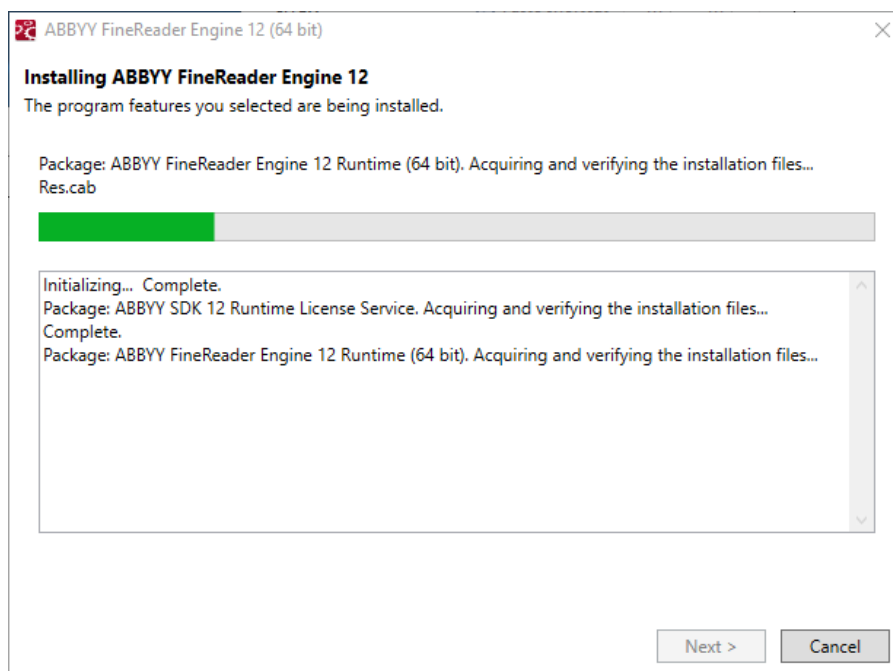 ABBYY FineReader Engine 12 (64 bit)
Installing ABBYY FineReader Engine 12
The program features you selected are being installed.
Package: ABBYY FineReader Engine 12 Runtime (64 bit). Acquiring and verifying the installation files...
Res.cab
Initializing... Complete.
Package: ABBYY SDK 12 Runtime License Service. Acquiring and verifying the installation files...
Complete.
Package: ABBYY FineReader Engine 12 Runtime (64 bit). Acquiring and verifying the installation files...
Next >
Cancel